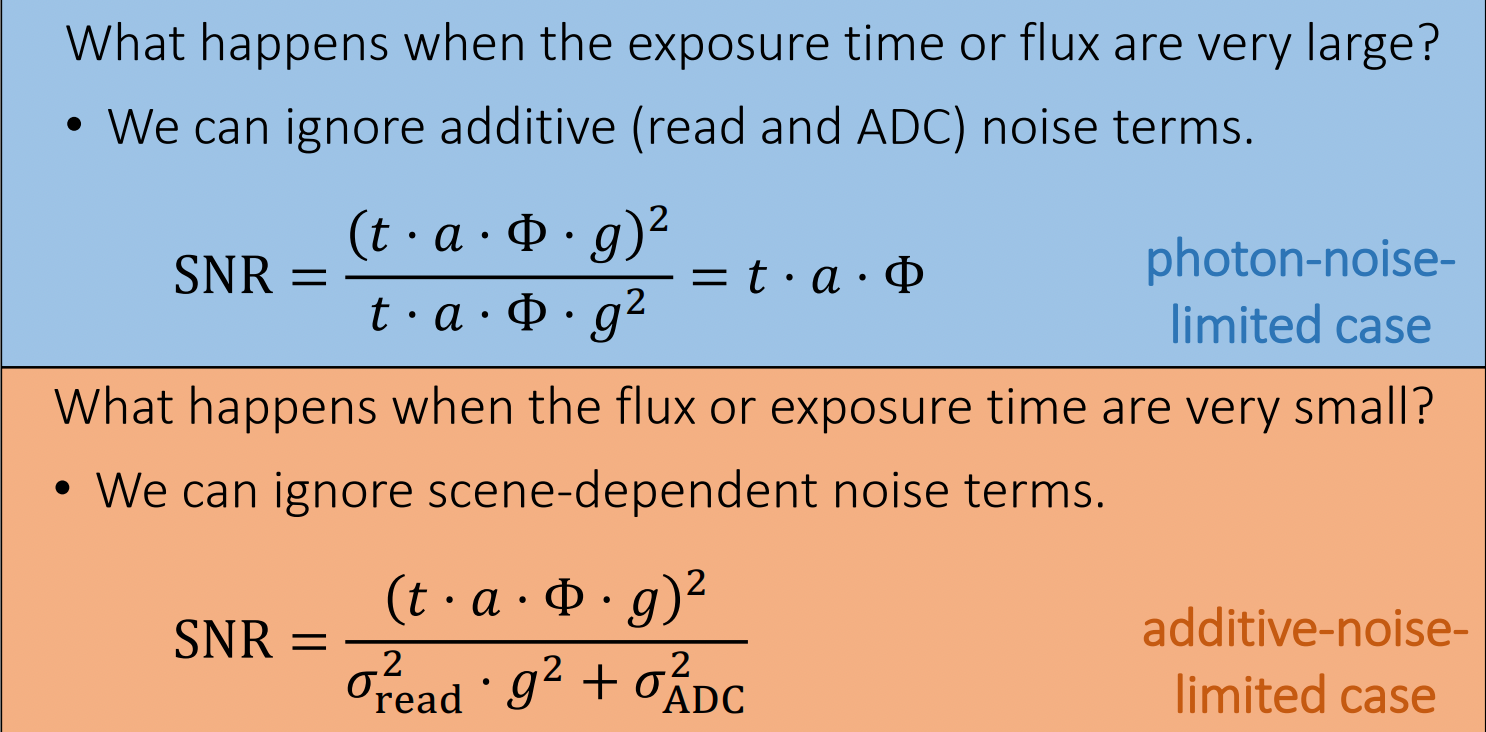 What happens when the exposure time or flux are very large?
• We can ignore additive (read and ADC) noise terms.
SNR = (t · a · Φ · g)² / t · a · Φ · g² = t · a · Φ
photon-noise-
limited case
What happens when the flux or exposure time are very small?
• We can ignore scene-dependent noise terms.
SNR = (t · a · Φ · g)² / σ²read · g² + σ²ADC
additive-noise-
limited case